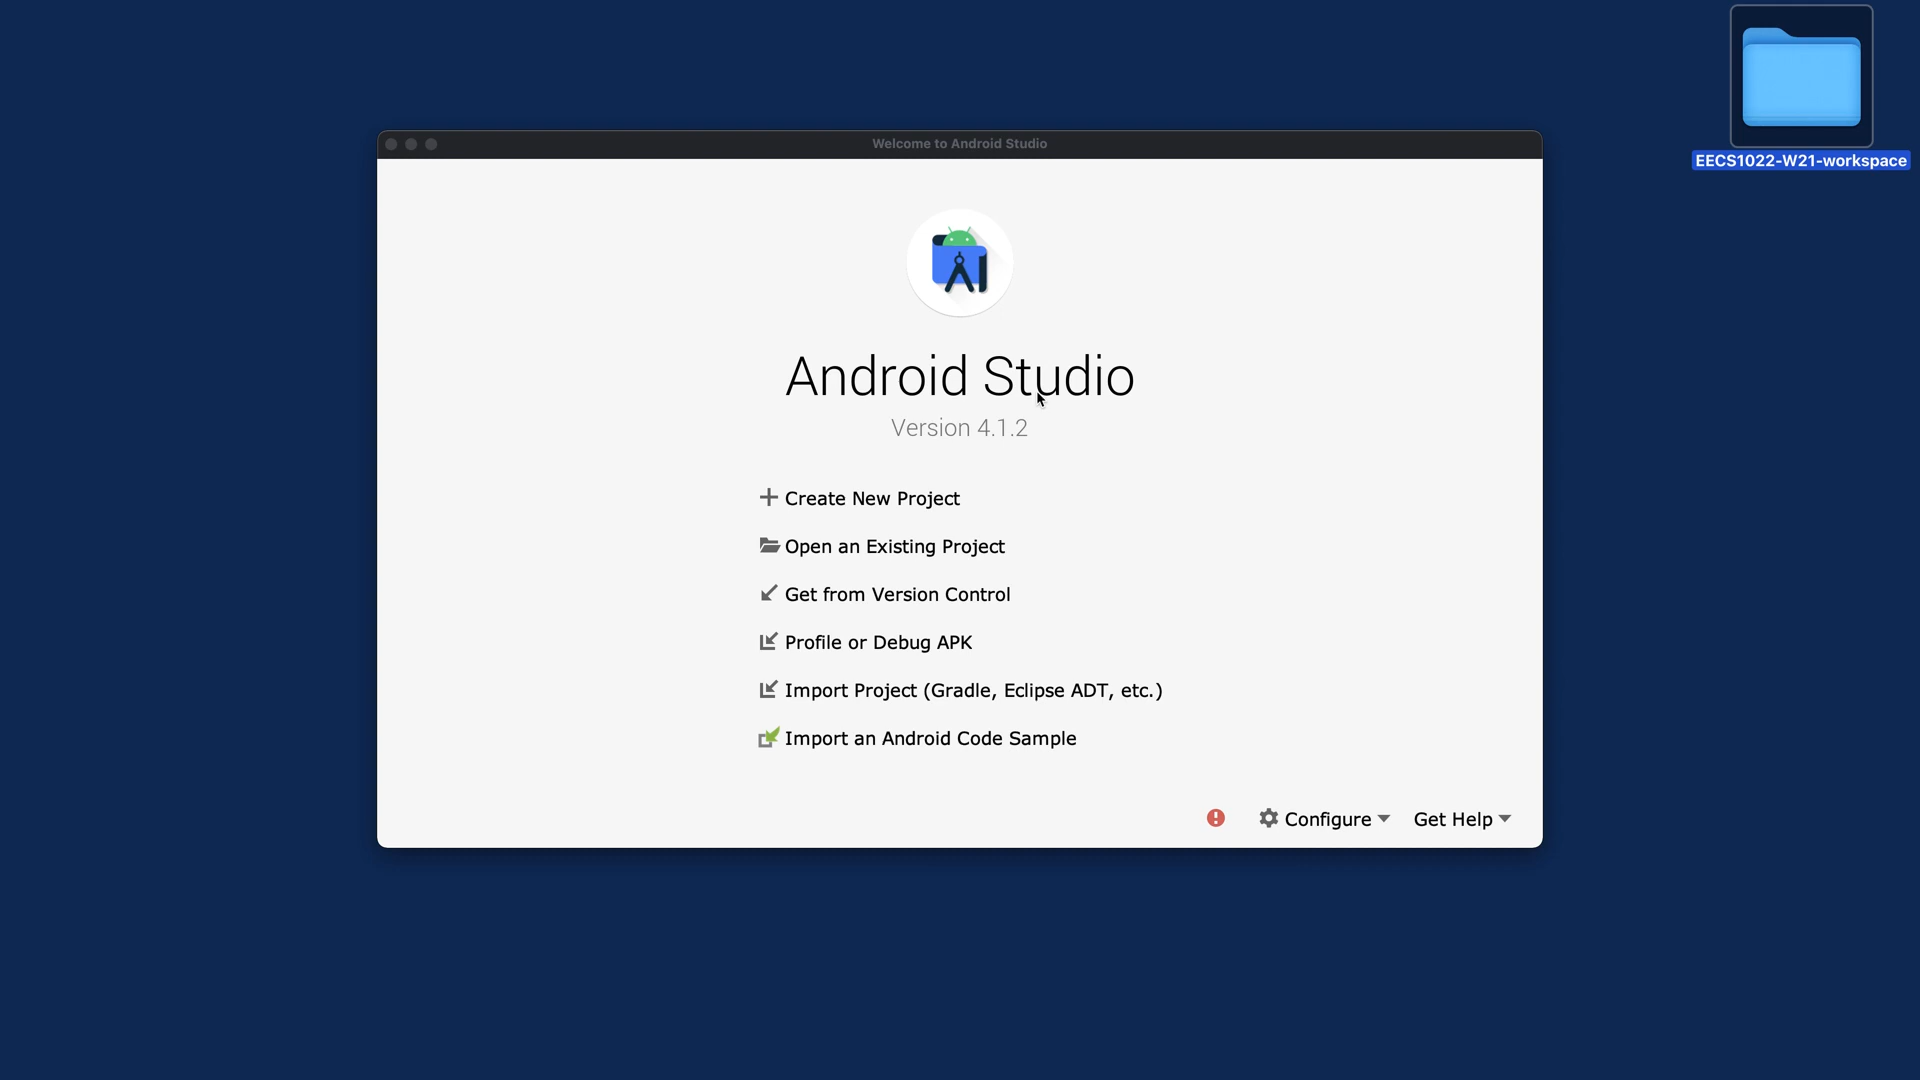 EECS1022-W21-workspace
Welcome to Android Studio
Android Studio
Version 4.1.2
Create New Project
Open an Existing Project
Get from Version Control
Profile or Debug APK
Import Project (Gradle, Eclipse ADT, etc.)
Import an Android Code Sample
Configure
Get Help